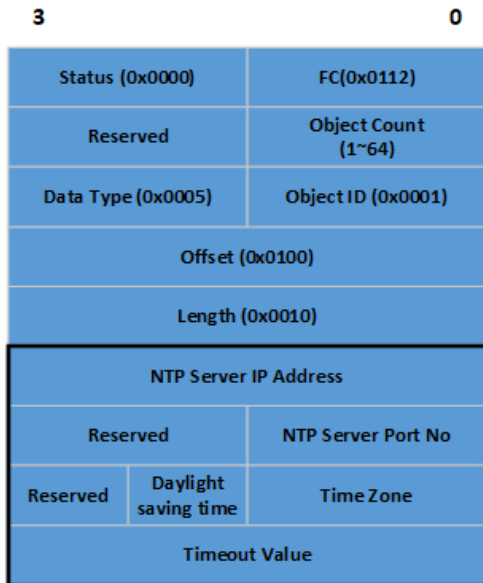 3 0
Status (0x0000) FC(0x0112)
Reserved Object Count
(1~64)
Data Type (0x0005) Object ID (0x0001)
Offset (0x0100)
Length (0x0010)
NTP Server IP Address
Reserved NTP Server Port No
Reserved Daylight
saving time Time Zone
Timeout Value